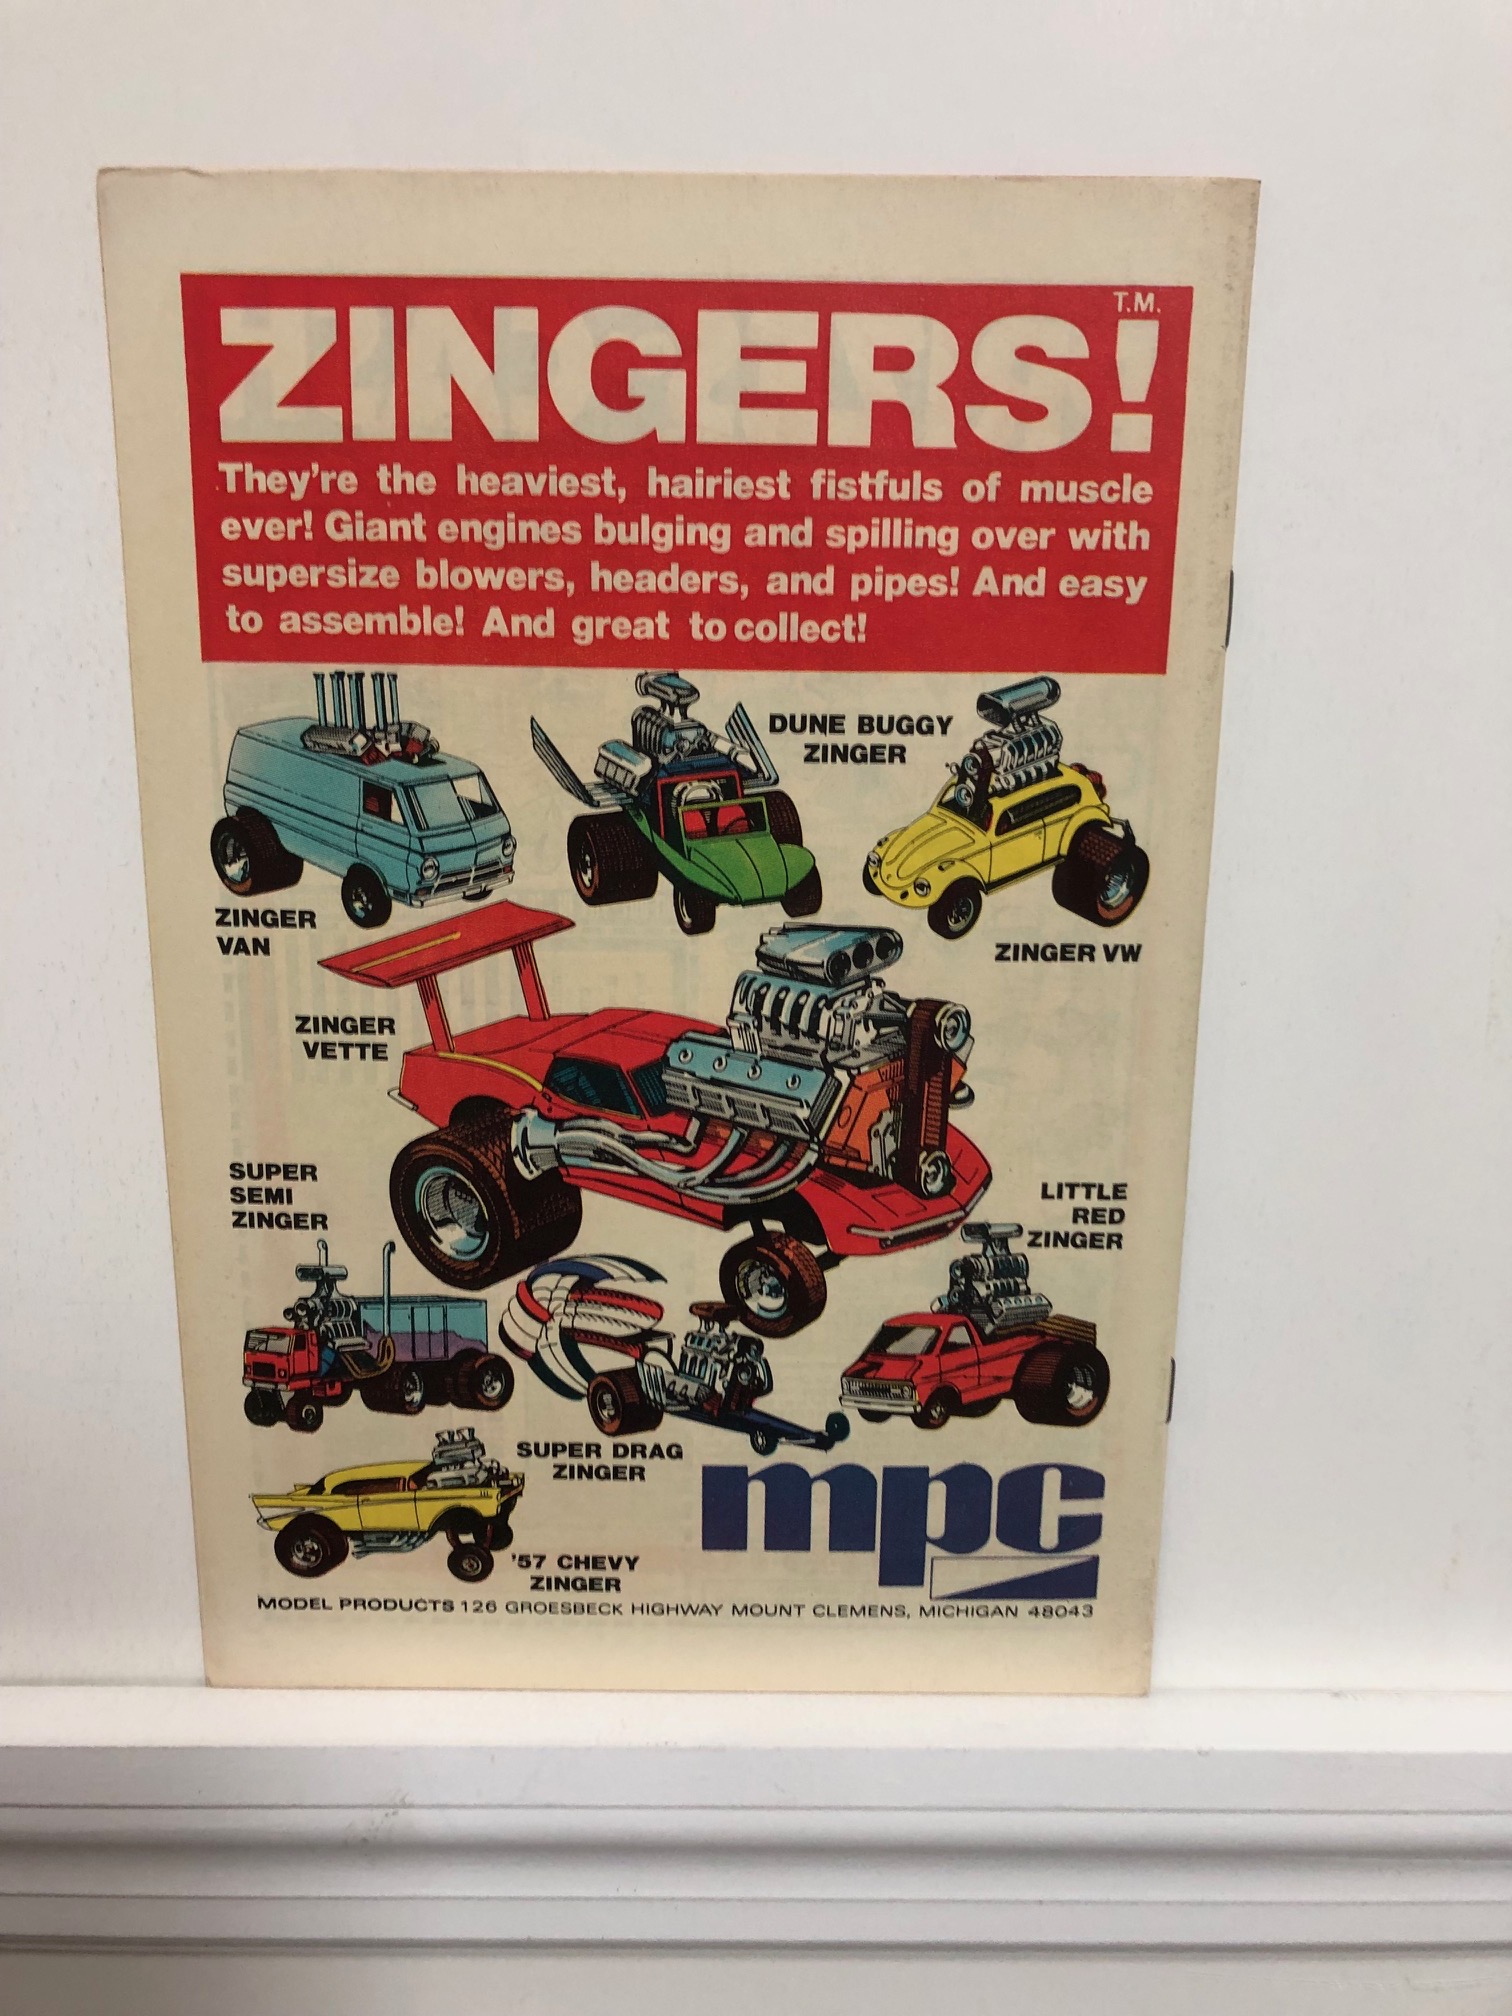 T.M.
ZINGERS!
They're the heaviest, hairiest fistfuls of muscle
ever! Giant engines bulging and spilling over with
supersize blowers, headers, and pipes! And easy
to assemble! And great to collect!
DUNE BUGGY
ZINGER
ZINGER
VAN
ZINGER VW
ZINGER
VETTE
SUPER
SEMI
ZINGER
LITTLE
RED
ZINGER
SUPER DRAG
ZINGER
mpc
'57 CHEVY
ZINGER
MODEL PRODUCTS 126 GROESBECK HIGHWAY MOUNT CLEMENS, MICHIGAN 48043